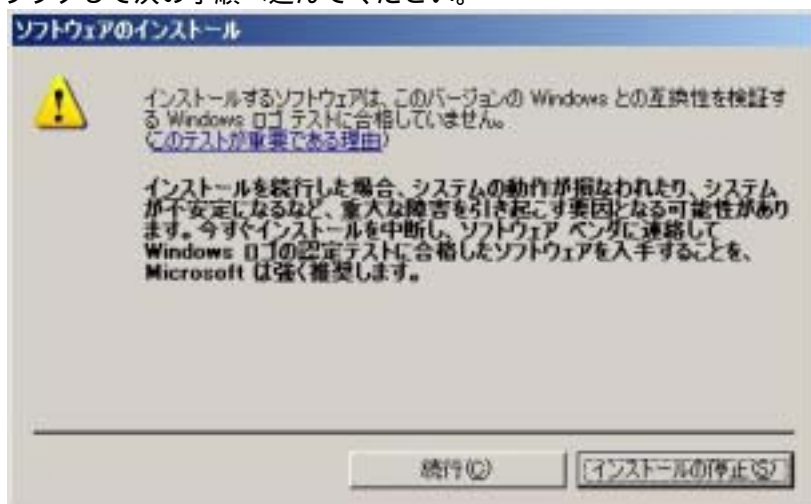 クリックして次の手順へ進んでください。
ソフトウェアのインストール
インストールするソフトウェアは、このバージョンの Windows との互換性を検証す
る Windows ロゴ テストに合格していません。
(このテストが重要である理由)
インストールを続行した場合、システムの動作が損なわれたり、システム
が不安定になるなど、重大な障害を引き起こす要因となる可能性があり
ます。今すぐインストールを中断し、ソフトウェア ベンダに連絡して
Windows ロゴの認定テストに合格したソフトウェアを入手することを、
Microsoft は強く推奨します。
続行(C)
インストールの停止(S)